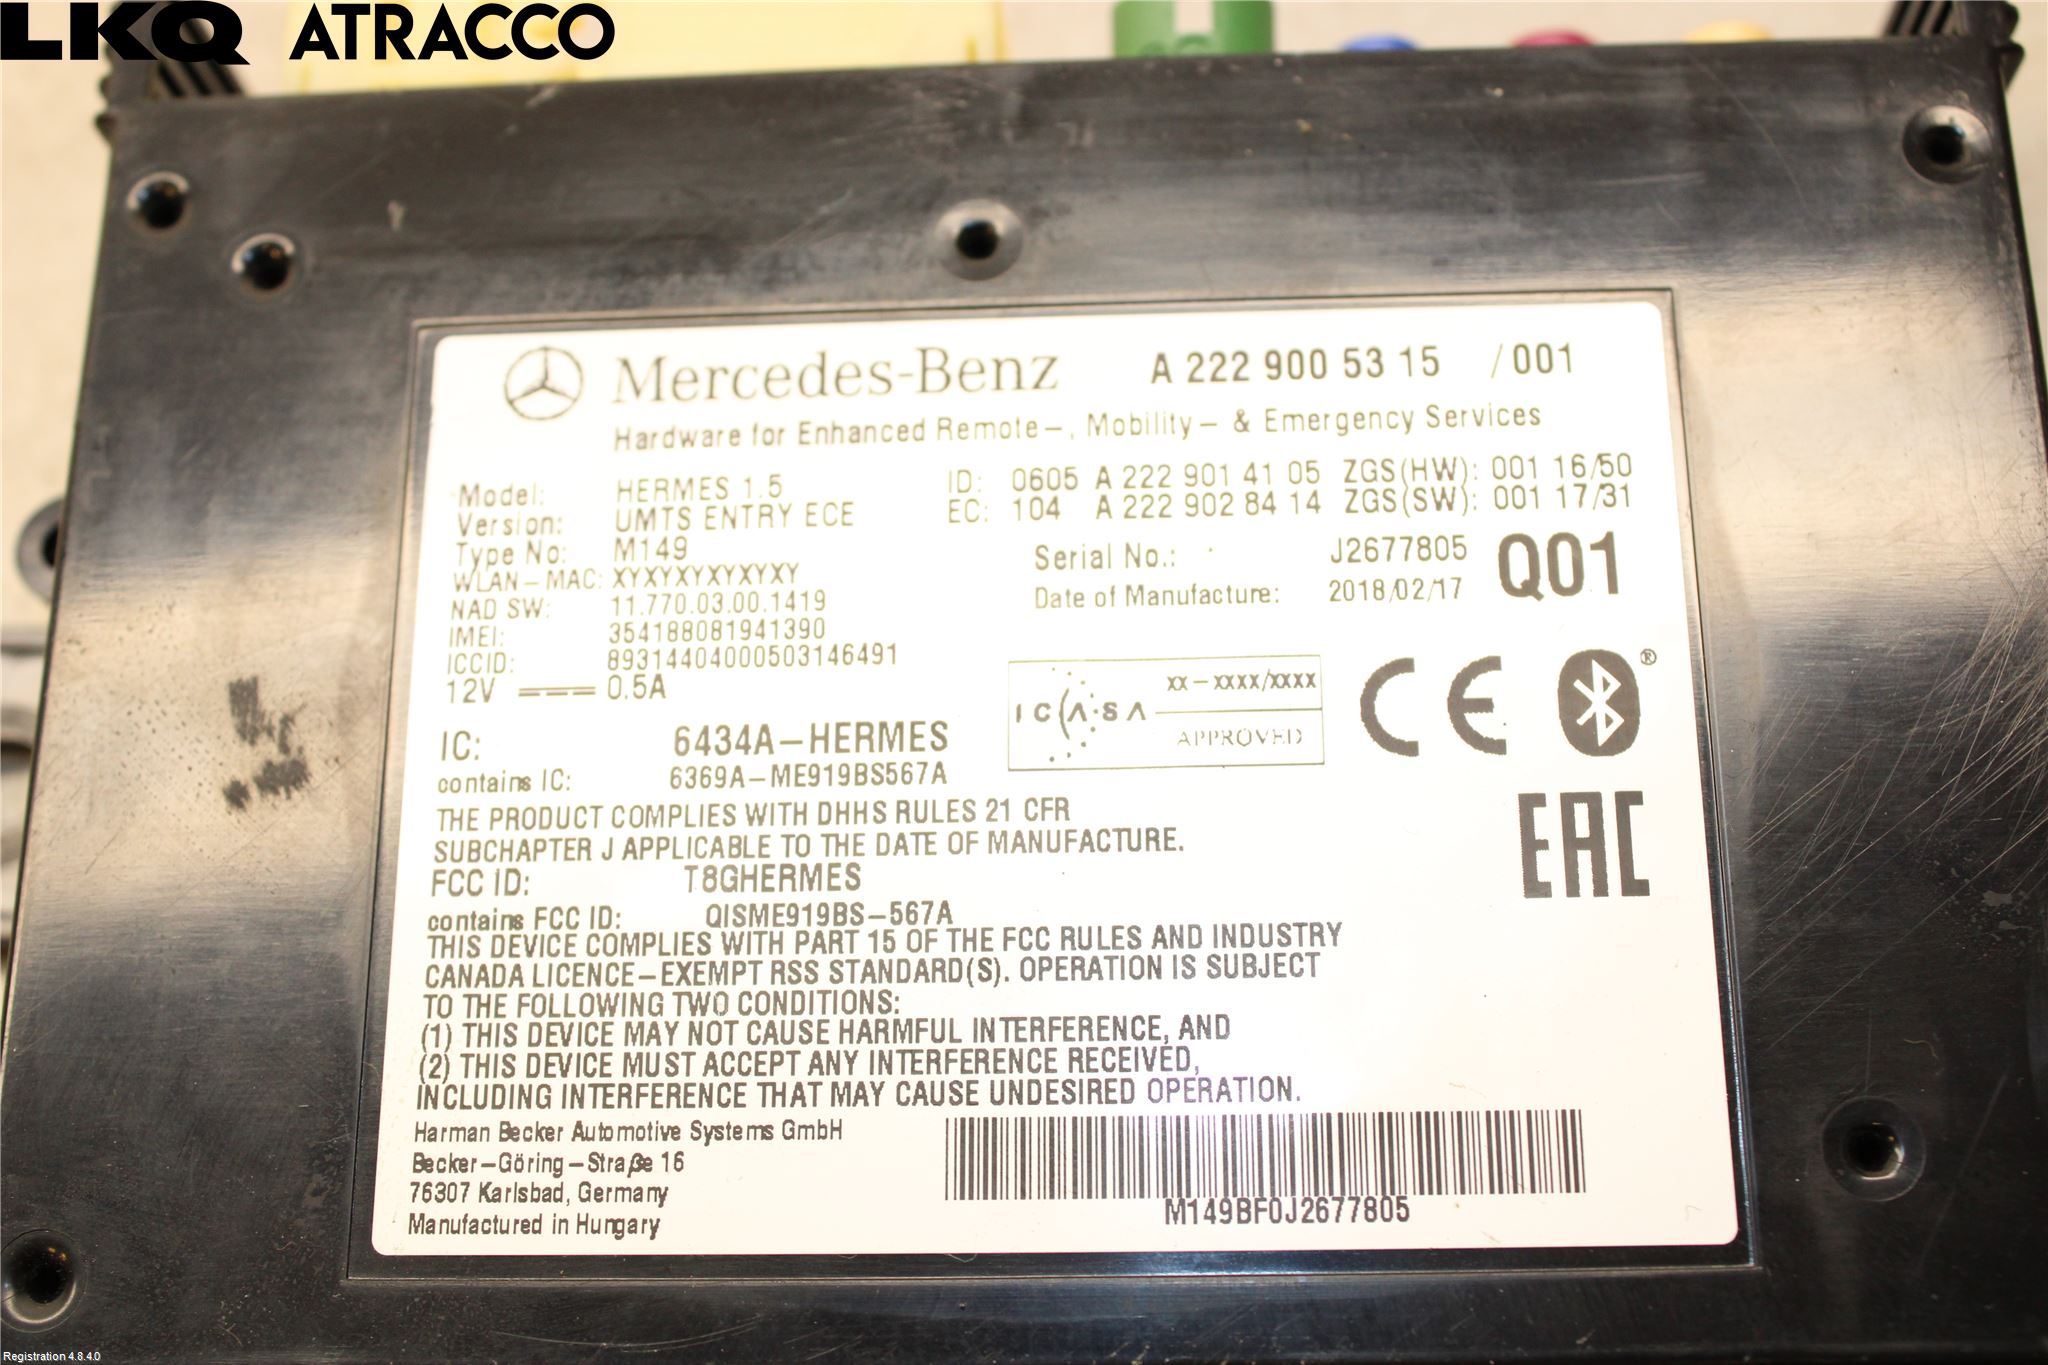 LKQ ATRACCO
Mercedes-Benz A 222 900 53 15 /001
Hardware for Enhanced Remote-, Mobility- & Emergency Services
Model: HERMES 1.5 ID: 0605 A 222 901 41 05 ZGS(HW): 001 16/50
Version: UMTS ENTRY ECE EC: 104 A 222 902 84 14 ZGS(SW): 001 17/31
Type No: M149 Serial No.: J2677805 Q01
WLAN-MAC: XYXYXYXYXYXY
NAD SW: 11.770.03.00.1419 Date of Manufacture: 2018/02/17
IMEI: 354188081941390
ICCID: 89314404000503146491
12V 0.5A
ICASA XX-XXXX/XXXX
APPROVED
CE
®
IC: 6434A-HERMES
contains IC: 6369A-ME919BS567A
EAC
THE PRODUCT COMPLIES WITH DHHS RULES 21 CFR
SUBCHAPTER J APPLICABLE TO THE DATE OF MANUFACTURE.
FCC ID: T8GHERMES
contains FCC ID: QISME919BS-567A
THIS DEVICE COMPLIES WITH PART 15 OF THE FCC RULES AND INDUSTRY
CANADA LICENCE-EXEMPT RSS STANDARD(S). OPERATION IS SUBJECT
TO THE FOLLOWING TWO CONDITIONS:
(1) THIS DEVICE MAY NOT CAUSE HARMFUL INTERFERENCE, AND
(2) THIS DEVICE MUST ACCEPT ANY INTERFERENCE RECEIVED,
INCLUDING INTERFERENCE THAT MAY CAUSE UNDESIRED OPERATION.
Harman Becker Automotive Systems GmbH
Becker-Göring-Straße 16
76307 Karlsbad, Germany
Manufactured in Hungary
M149BF0J2677805
Registration 4.8.4.0